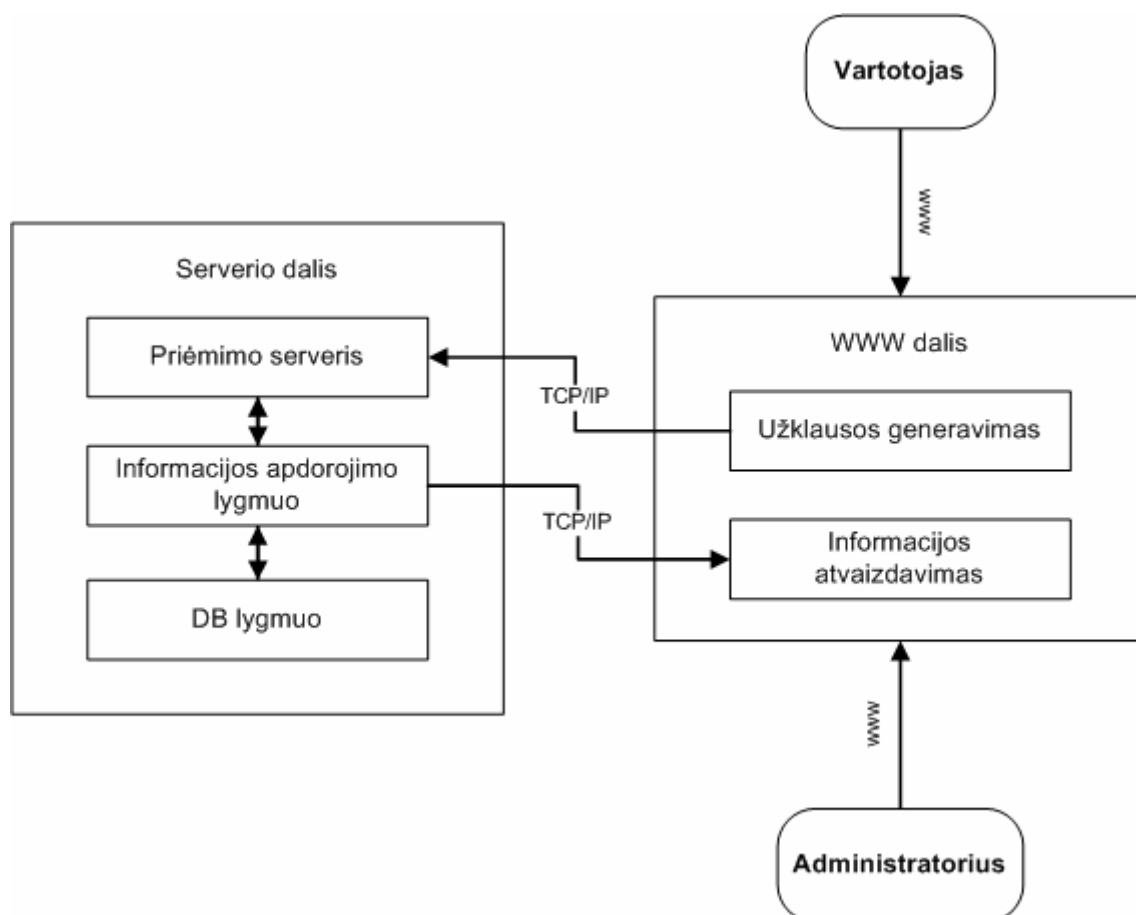 Vartotojas
www
Serverio dalis
Priėmimo serveris
Informacijos apdorojimo
lygmuo
DB lygmuo
TCP/IP
TCP/IP
WWW dalis
Užklausos generavimas
Informacijos
atvaizdavimas
www
Administratorius